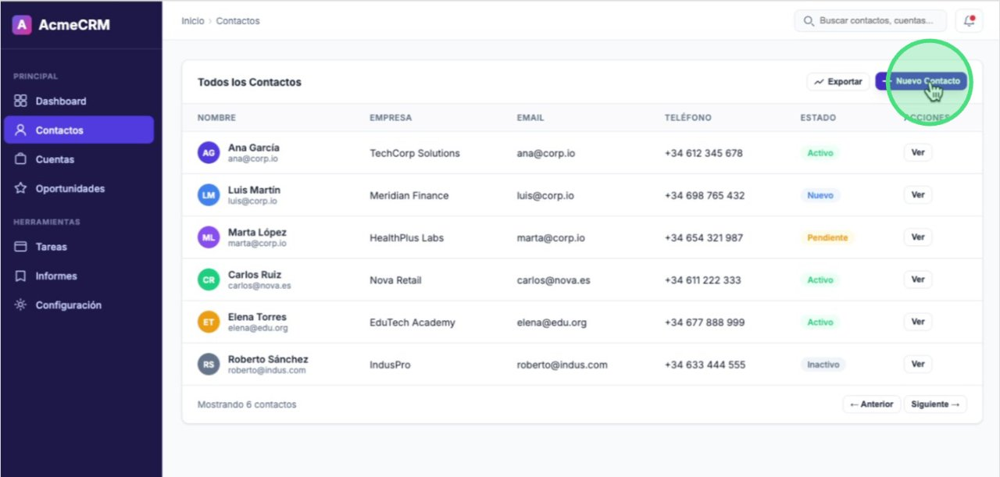 A AcmeCRM
Inicio › Contactos
Buscar contactos, cuentas...
PRINCIPAL
Dashboard
Contactos
Cuentas
Oportunidades
HERRAMIENTAS
Tareas
Informes
Configuración
Todos los Contactos
Exportar
+ Nuevo Contacto
NOMBRE EMPRESA EMAIL TELÉFONO ESTADO ACCIONES
AG Ana García TechCorp Solutions ana@corp.io +34 612 345 678 Activo Ver
ana@corp.io
LM Luis Martín Meridian Finance luis@corp.io +34 698 765 432 Nuevo Ver
luis@corp.io
ML Marta López HealthPlus Labs marta@corp.io +34 654 321 987 Pendiente Ver
marta@corp.io
CR Carlos Ruiz Nova Retail carlos@nova.es +34 611 222 333 Activo Ver
carlos@nova.es
ET Elena Torres EduTech Academy elena@edu.org +34 677 888 999 Activo Ver
elena@edu.org
RS Roberto Sánchez IndusPro roberto@indus.com +34 633 444 555 Inactivo Ver
roberto@indus.com
Mostrando 6 contactos
← Anterior
Siguiente →